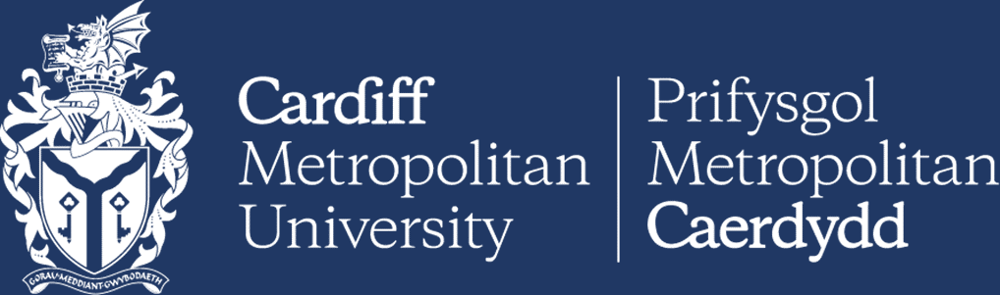 Cardiff
Metropolitan
University
Prifysgol
Metropolitan
Caerdydd
GORAU·MEDDIANT·GWYBODAETH